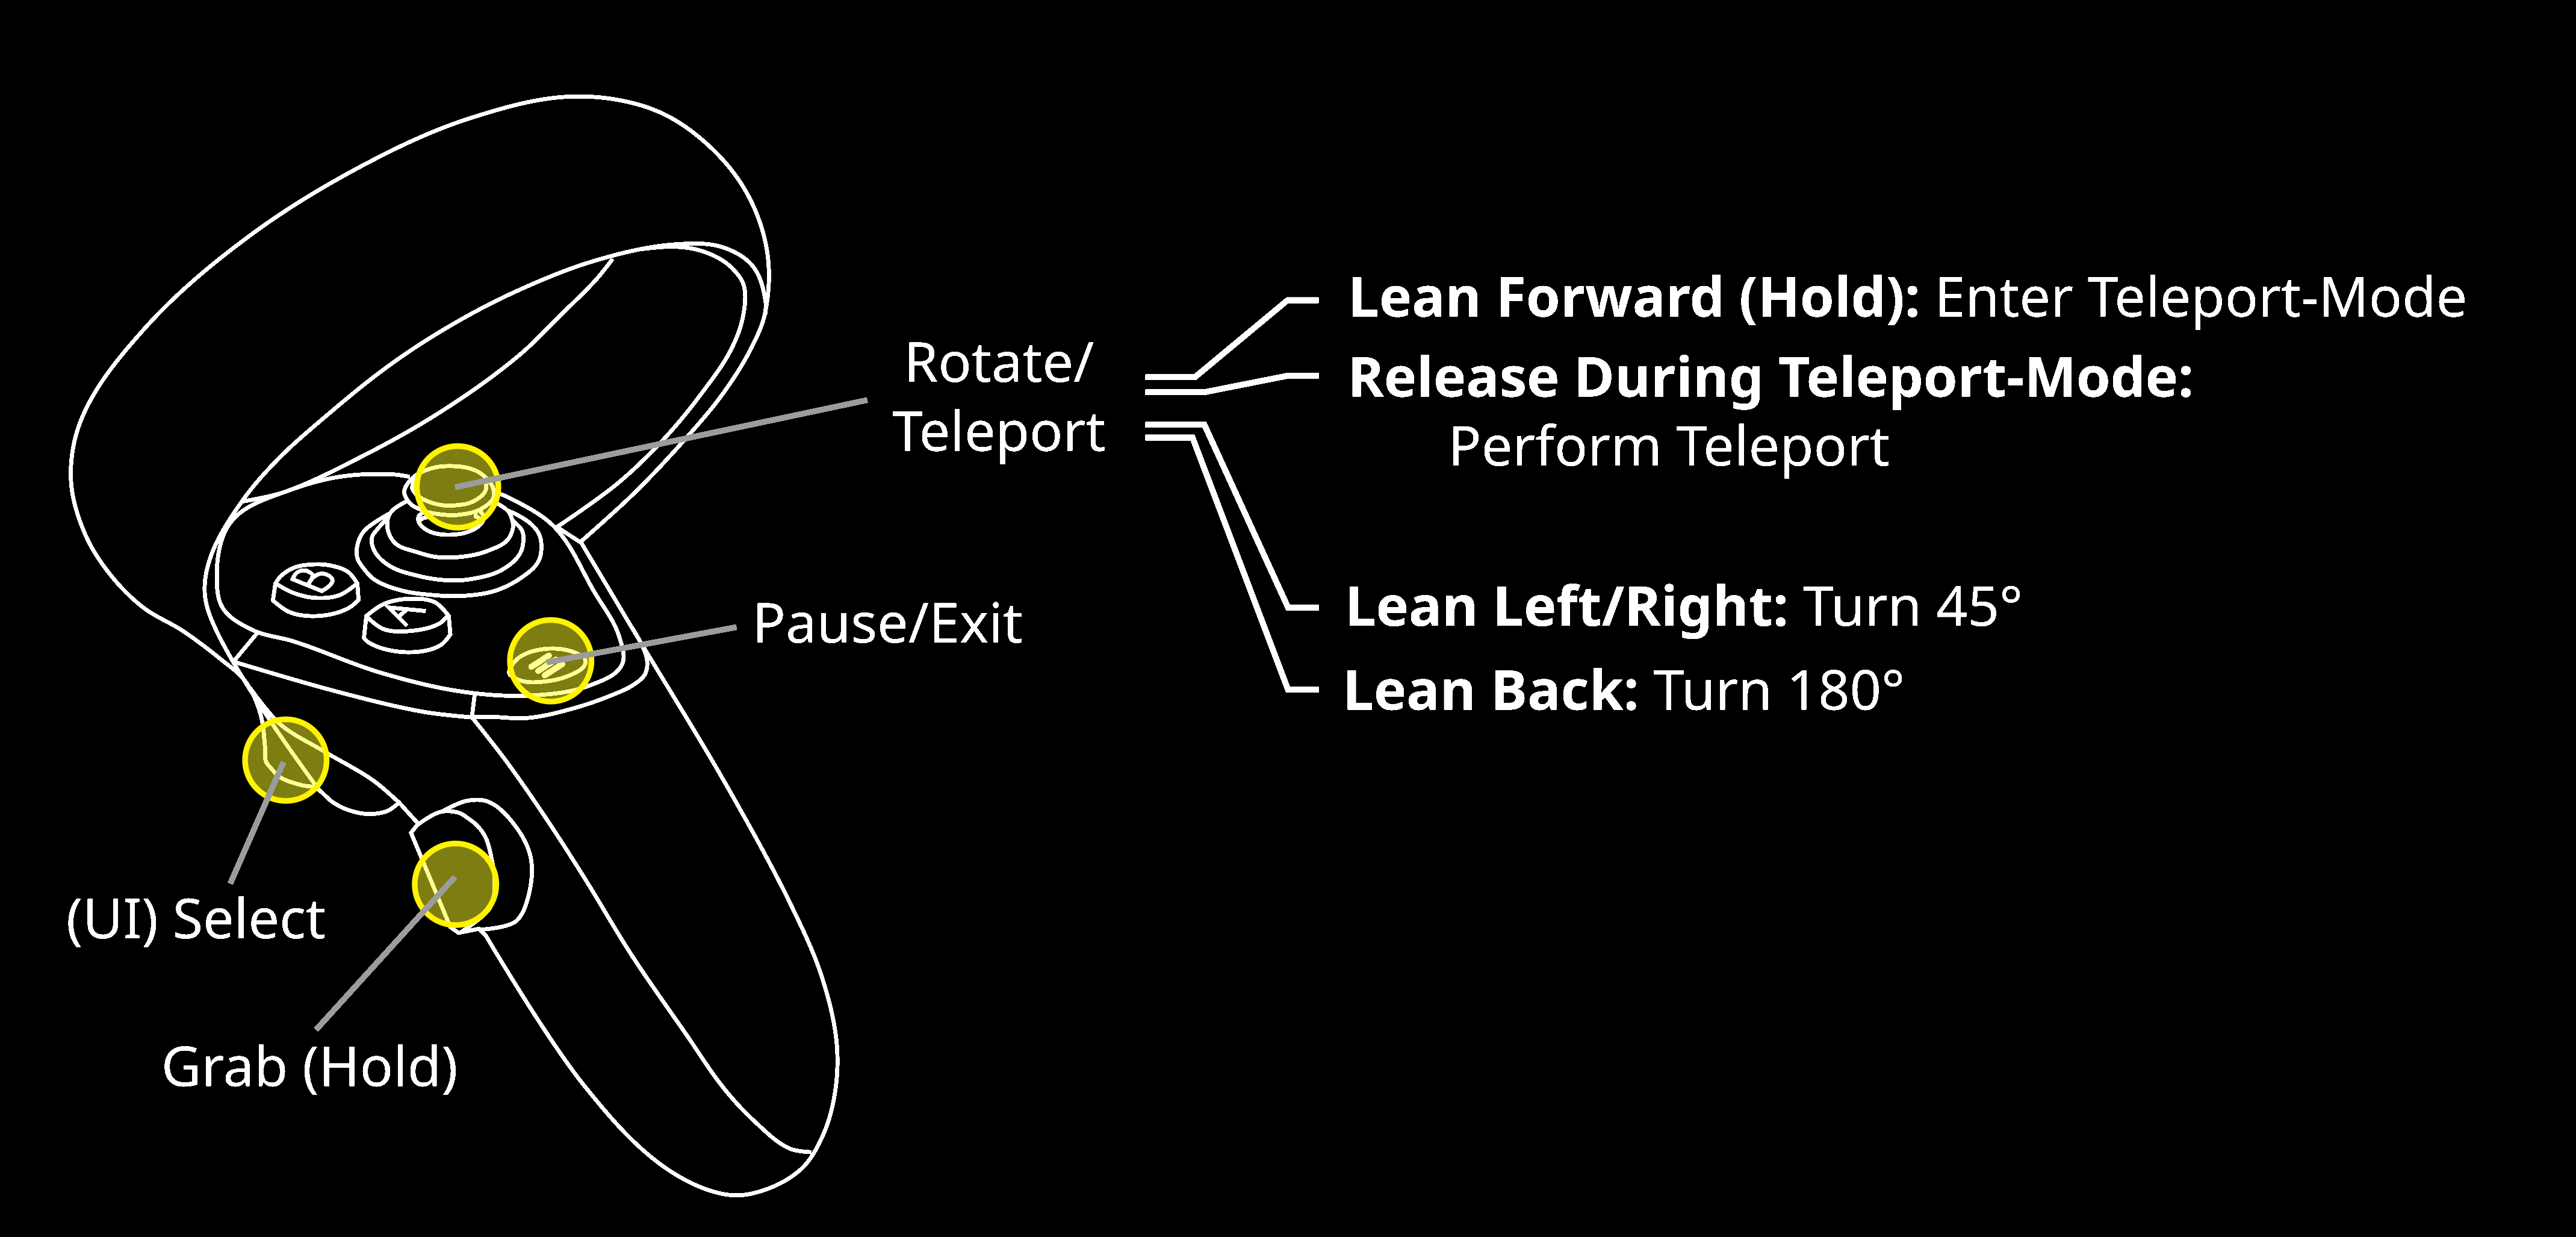 Rotate/
Teleport
Lean Forward (Hold): Enter Teleport-Mode
Release During Teleport-Mode:
Perform Teleport
Lean Left/Right: Turn 45°
Lean Back: Turn 180°
B
A
Pause/Exit
(UI) Select
Grab (Hold)